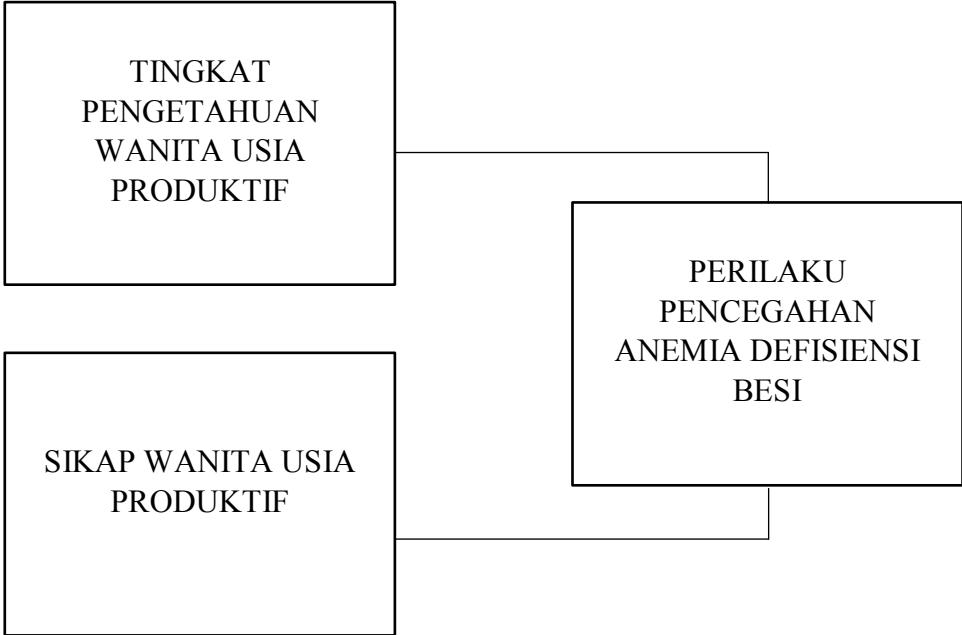 TINGKAT
PENGETAHUAN
WANITA USIA
PRODUKTIF
SIKAP WANITA USIA
PRODUKTIF
PERILAKU
PENCEGAHAN
ANEMIA DEFISIENSI
BESI